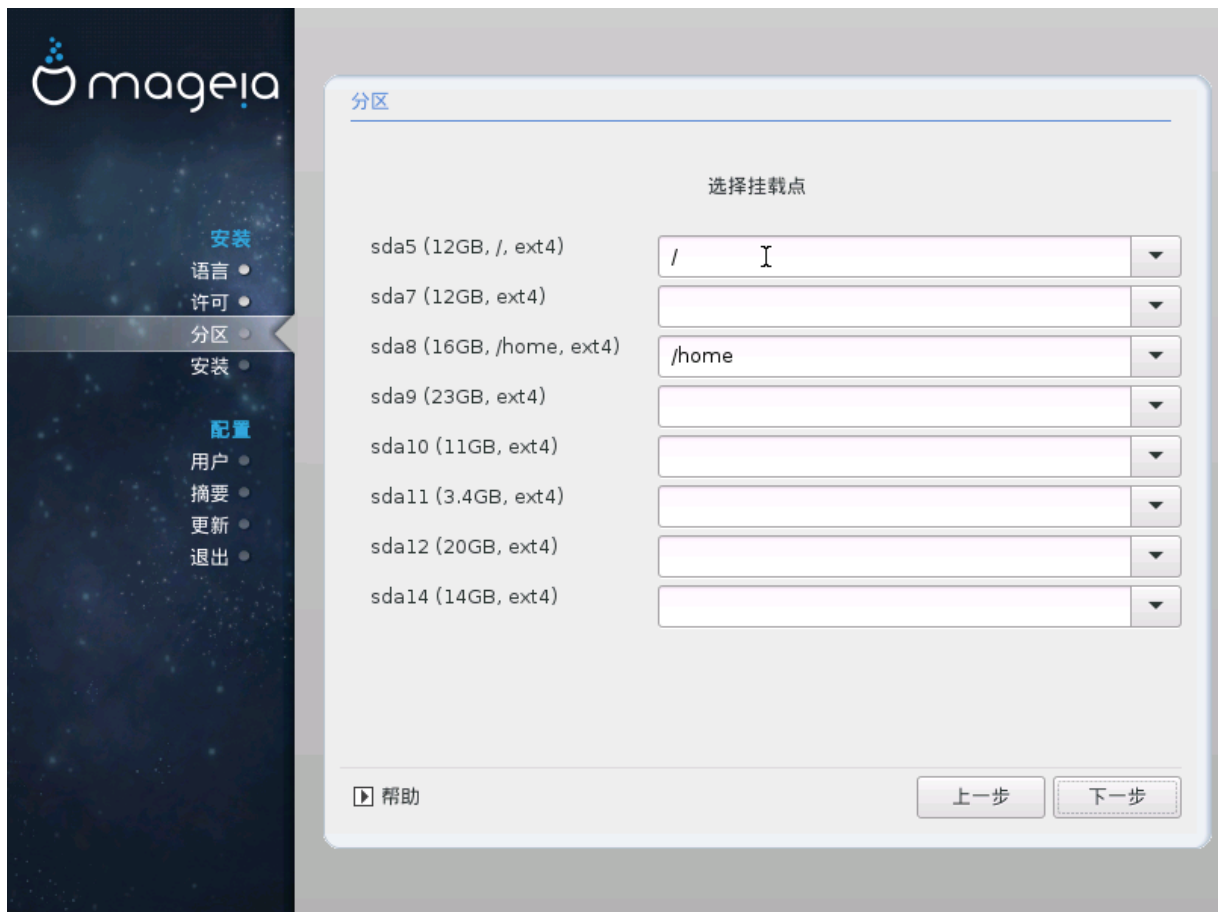 mageia
安装
语言
许可
分区
安装
配置
用户
摘要
更新
退出
分区
选择挂载点
sda5 (12GB, /, ext4)
/
sda7 (12GB, ext4)
sda8 (16GB, /home, ext4)
/home
sda9 (23GB, ext4)
sda10 (11GB, ext4)
sda11 (3.4GB, ext4)
sda12 (20GB, ext4)
sda14 (14GB, ext4)
帮助
上一步
下一步